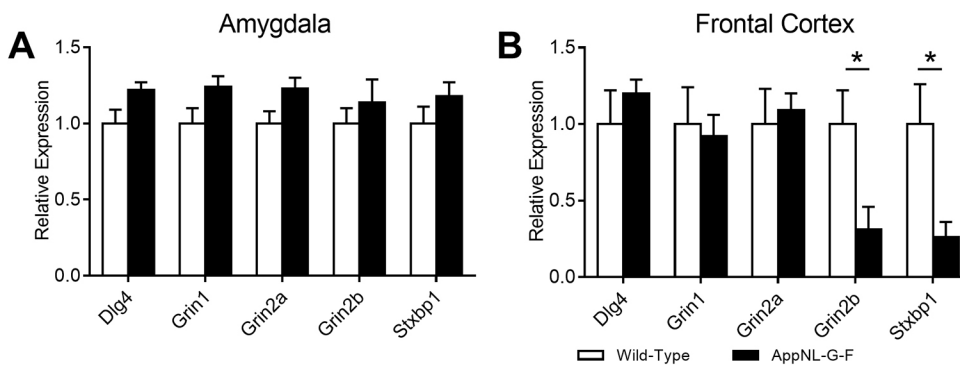 A
Amygdala
Relative Expression
1.5
1.0
0.5
0.0
Dlg4
Grin1
Grin2a
Grin2b
Stxbp1
B
Frontal Cortex
Relative Expression
1.5
1.0
0.5
0.0
*
*
Dlg4
Grin1
Grin2a
Grin2b
Stxbp1
Wild-Type
AppNL-G-F